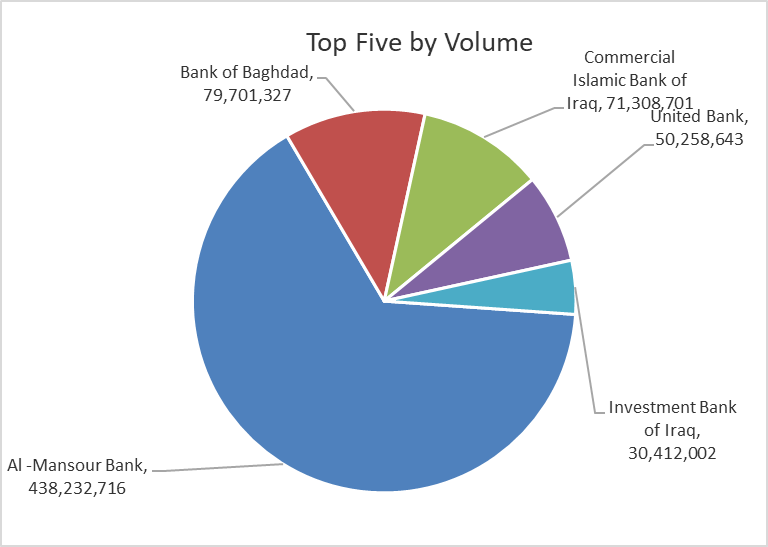 Top Five by Volume
Bank of Baghdad,
79,701,327
Commercial
Islamic Bank of
Iraq, 71,308,701
United Bank,
50,258,643
Investment Bank
of Iraq,
30,412,002
Al -Mansour Bank,
438,232,716